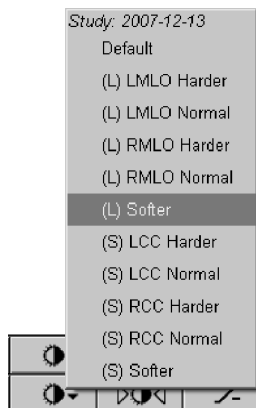 Study: 2007-12-13
Default
(L) LMLO Harder
(L) LMLO Normal
(L) RMLO Harder
(L) RMLO Normal
(L) Softer
(S) LCC Harder
(S) LCC Normal
(S) RCC Harder
(S) RCC Normal
(S) Softer